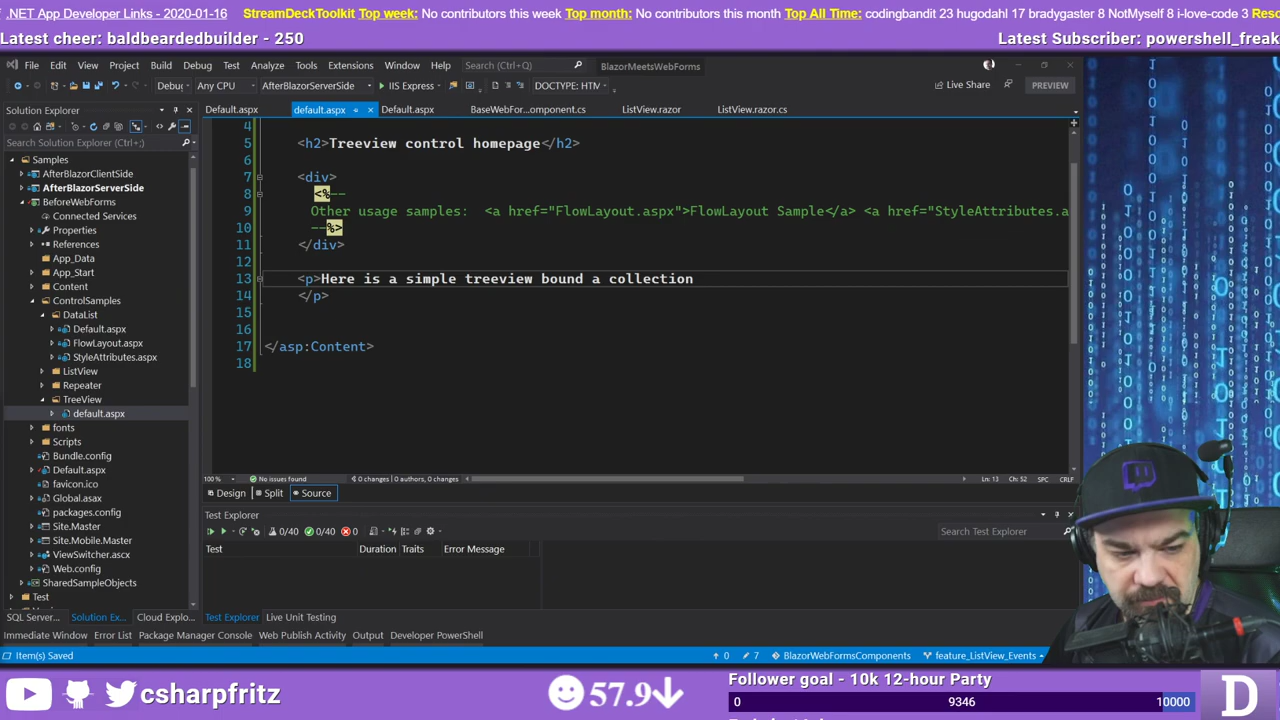 .NET App Developer Links - 2020-01-16 StreamDeckToolkit Top week: No contributors this week Top month: No contributors this month Top All Time: codingbandit 23 hugodahl 17 bradygaster 8 NotMyself 8 i-love-code 3
Latest cheer: baldbeardedbuilder - 250 Latest Subscriber: powershell_freak
File Edit View Project Build Debug Test Analyze Tools Extensions Window Help Search (Ctrl+Q) BlazorMeetsWebForms
Debug Any CPU AfterBlazorServerSide IIS Express DOCTYPE: Live Share PREVIEW
Solution Explorer Default.aspx default.aspx Default.aspx BaseWebFor...omponent.cs ListView.razor ListView.razor.cs
Search Solution Explorer (Ctrl+;)
Samples
AfterBlazorClientSide
AfterBlazorServerSide
BeforeWebForms
Connected Services
Properties
References
App_Data
App_Start
Content
ControlSamples
DataList
Default.aspx
FlowLayout.aspx
StyleAttributes.aspx
ListView
Repeater
TreeView
default.aspx
fonts
Scripts
Bundle.config
Default.aspx
favicon.ico
Global.asax
packages.config
Site.Master
Site.Mobile.Master
ViewSwitcher.ascx
Web.config
SharedSampleObjects
Test
4
5 <h2>Treeview control homepage</h2>
6
7 <div>
8 <%--
9 Other usage samples: <a href="FlowLayout.aspx">FlowLayout Sample</a> <a href="StyleAttributes.a
10 --%>
11 </div>
12
13 <p>Here is a simple treeview bound a collection
14 </p>
15
16
17 </asp:Content>
18
100 % No issues found 0 changes | 0 authors, 0 changes Ln: 13 Ch: 52 SPC CRLF
Design Split Source
Test Explorer
0/40 0/40 0 Search Test Explorer
Test Duration Traits Error Message
SQL Server... Solution Ex... Cloud Explo... Test Explorer Live Unit Testing
Immediate Window Error List Package Manager Console Web Publish Activity Output Developer PowerShell
Item(s) Saved 0 7 BlazorWebFormsComponents feature_ListView_Events
csharpfritz 57.9
Follower goal - 10k 12-hour Party
0 9346 10000